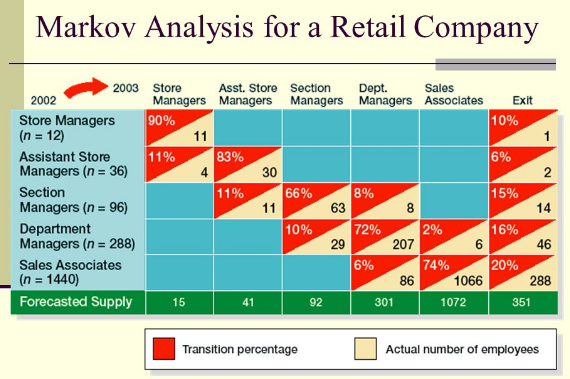 Markov Analysis for a Retail Company
2002 2003 Store Managers Asst. Store Managers Section Managers Dept. Managers Sales Associates Exit
Store Managers (n = 12) 90% 11 10% 1
Assistant Store Managers (n = 36) 11% 4 83% 30 6% 2
Section Managers (n = 96) 11% 11 66% 63 8% 8 15% 14
Department Managers (n = 288) 10% 29 72% 207 2% 6 16% 46
Sales Associates (n = 1440) 6% 86 74% 1066 20% 288
Forecasted Supply 15 41 92 301 1072 351
Transition percentage Actual number of employees